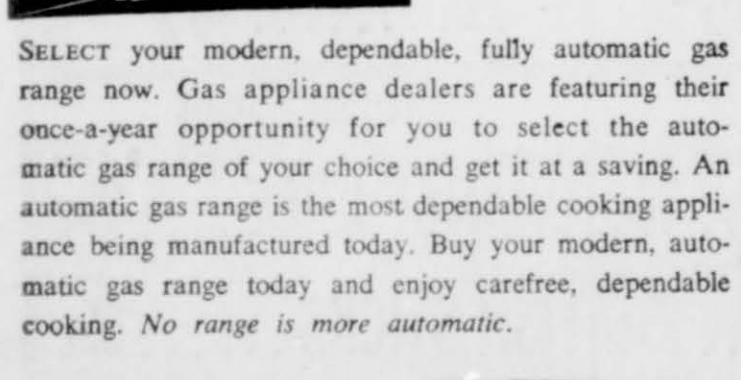 SELECT your modern, dependable, fully automatic gas
range now. Gas appliance dealers are featuring their
once-a-year opportunity for you to select the auto-
matic gas range of your choice and get it at a saving. An
automatic gas range is the most dependable cooking appli-
ance being manufactured today. Buy your modern, auto-
matic gas range today and enjoy carefree, dependable
cooking. No range is more automatic.